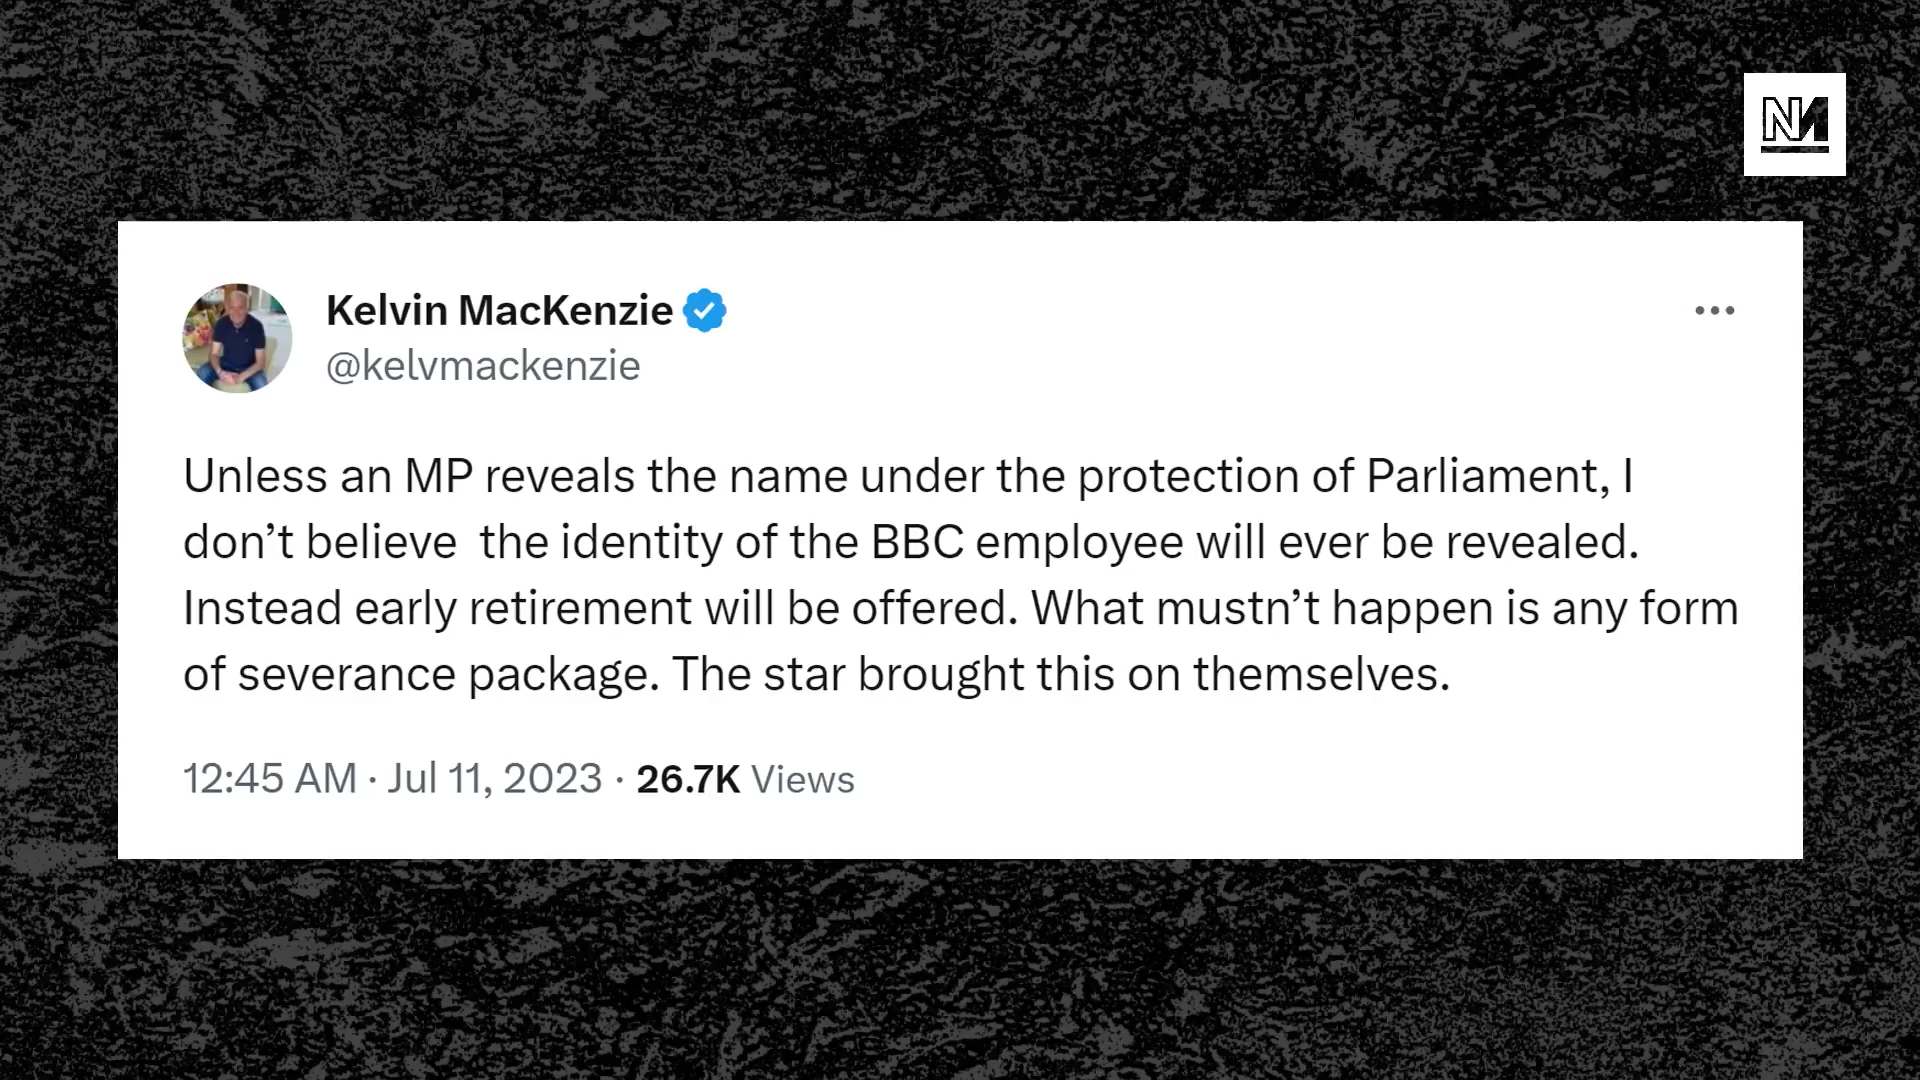 NM
Kelvin MacKenzie
@kelvmackenzie
Unless an MP reveals the name under the protection of Parliament, I
don’t believe  the identity of the BBC employee will ever be revealed.
Instead early retirement will be offered. What mustn’t happen is any form
of severance package. The star brought this on themselves.
12:45 AM · Jul 11, 2023 · 26.7K Views